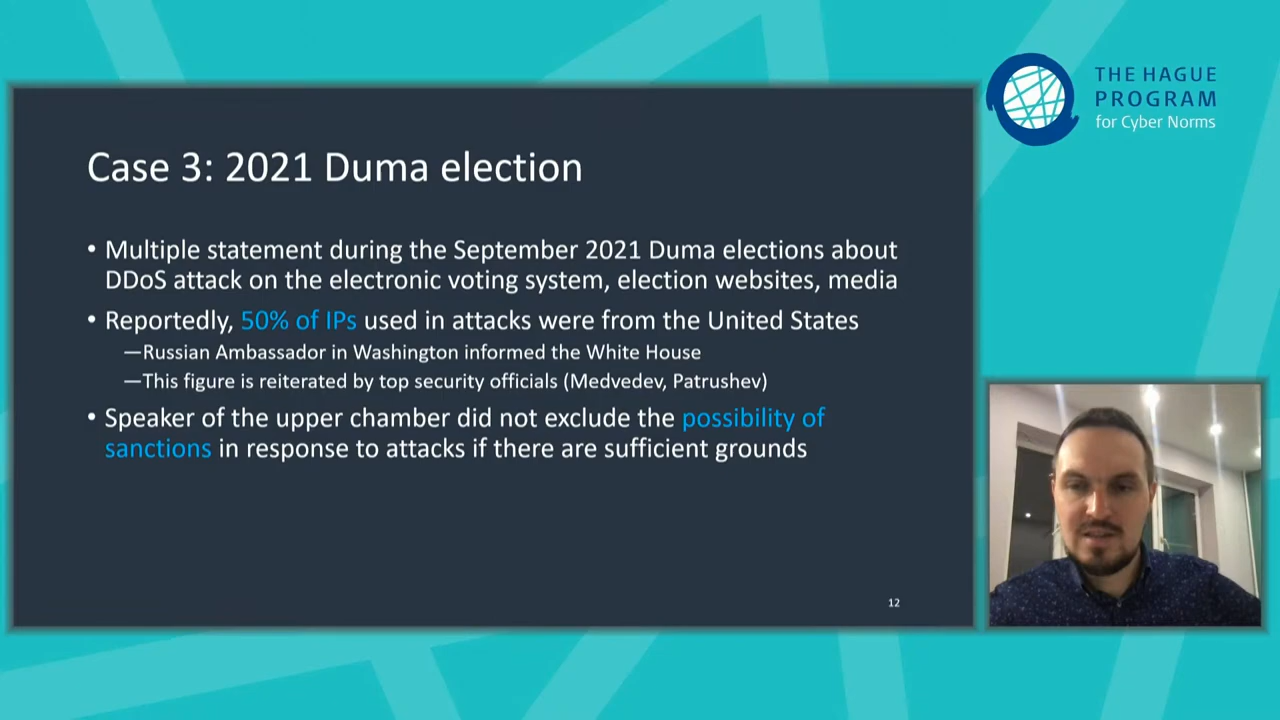 THE HAGUE
PROGRAM
for Cyber Norms
Case 3: 2021 Duma election
• Multiple statement during the September 2021 Duma elections about
DDoS attack on the electronic voting system, election websites, media
• Reportedly, 50% of IPs used in attacks were from the United States
—Russian Ambassador in Washington informed the White House
—This figure is reiterated by top security officials (Medvedev, Patrushev)
• Speaker of the upper chamber did not exclude the possibility of
sanctions in response to attacks if there are sufficient grounds
12